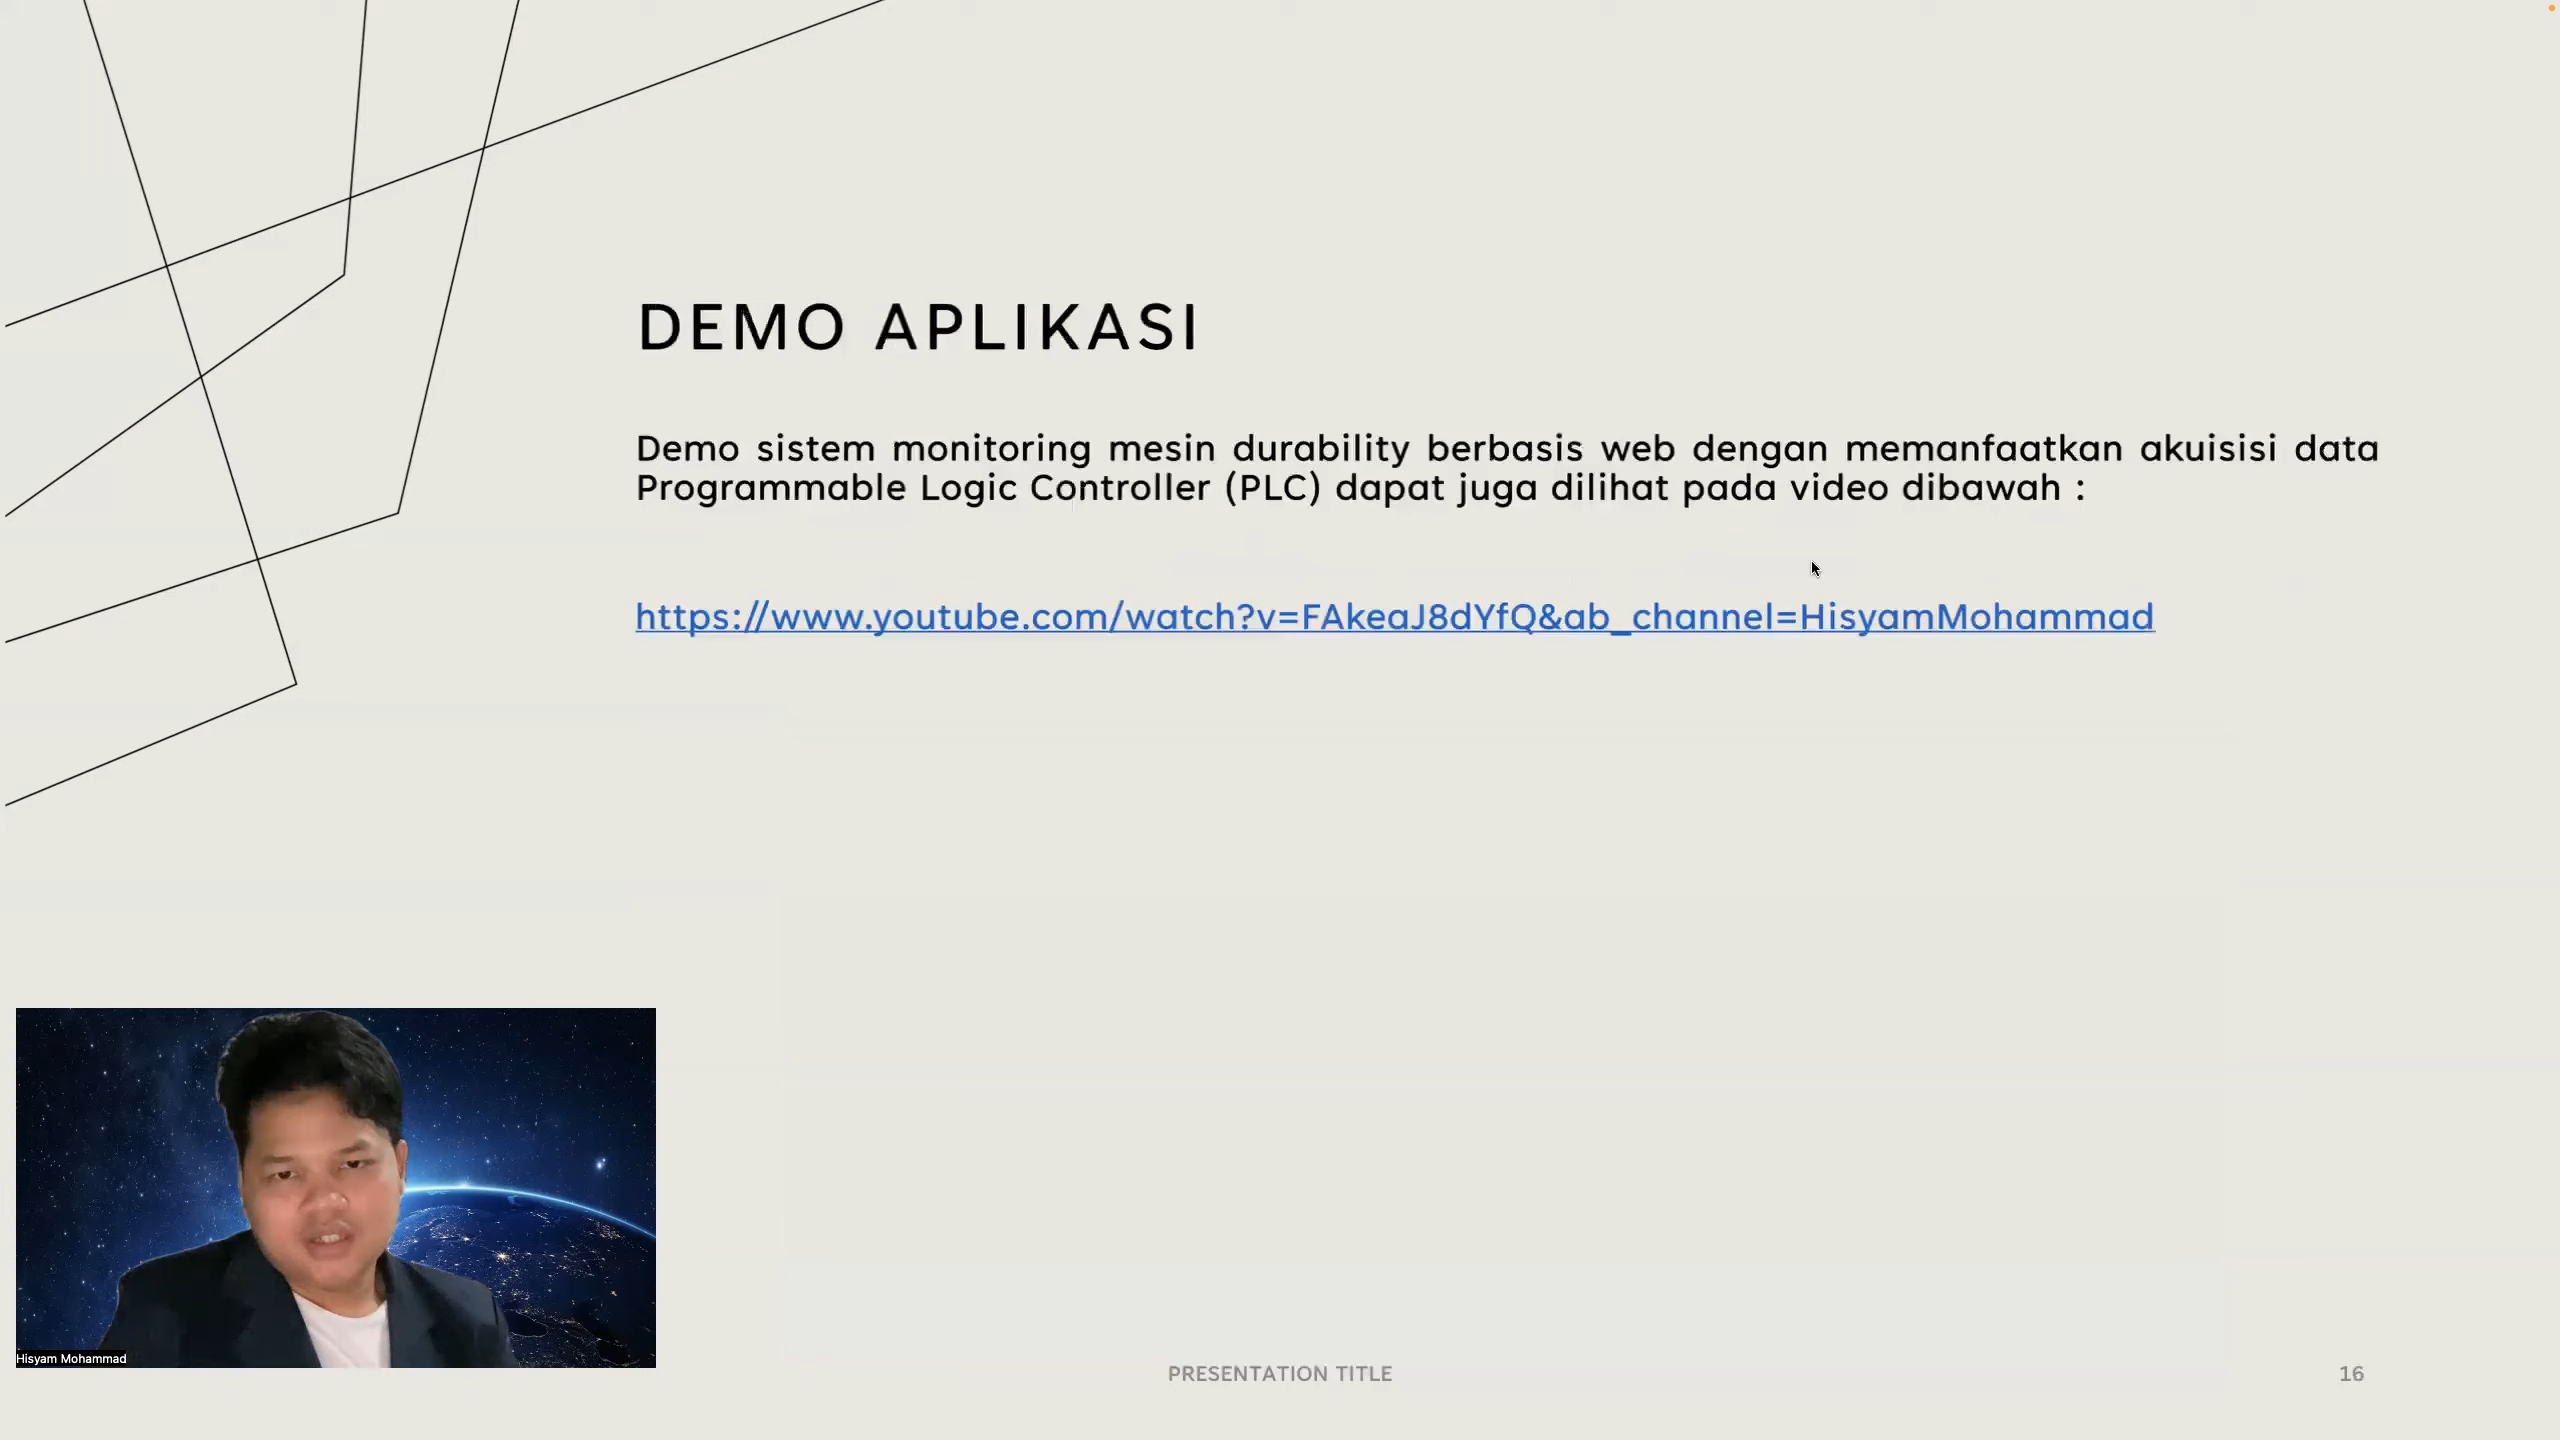 DEMO APLIKASI
Demo sistem monitoring mesin durability berbasis web dengan memanfaatkan akuisisi data
Programmable Logic Controller (PLC) dapat juga dilihat pada video dibawah :
https://www.youtube.com/watch?v=FAkeaJ8dYfQ&ab_channel=HisyamMohammad
Hisyam Mohammad
PRESENTATION TITLE
16